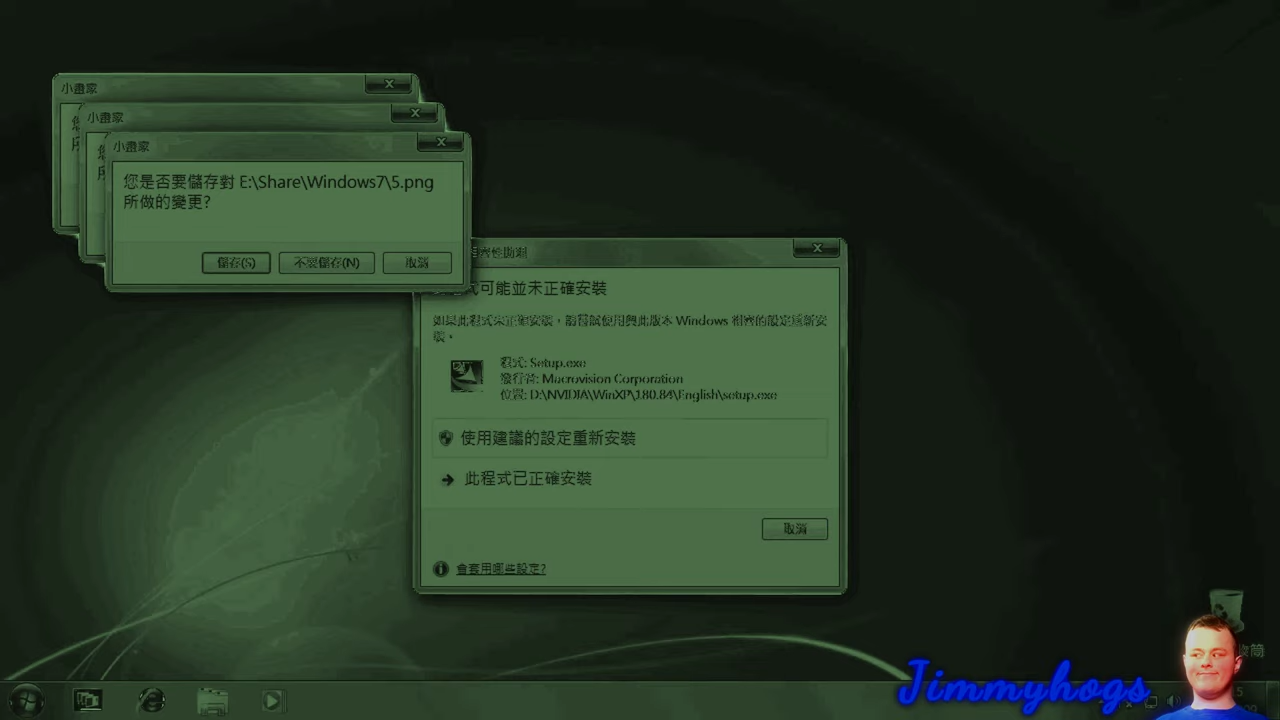 小畫家
小畫家
小畫家
您是否要儲存對 E:\Share\Windows7\5.png
所做的變更?
儲存(S)
不要儲存(N)
取消
相容性助理
式可能並未正確安裝
如果此程式未正確安裝，請嘗試使用與此版本 Windows 相容的設定重新安
裝。
程式: Setup.exe
發行者: Macrovision Corporation
位置: D:\NVIDIA\WinXP\180.84\English\setup.exe
使用建議的設定重新安裝
此程式已正確安裝
取消
會套用哪些設定?
Jimmyhogs